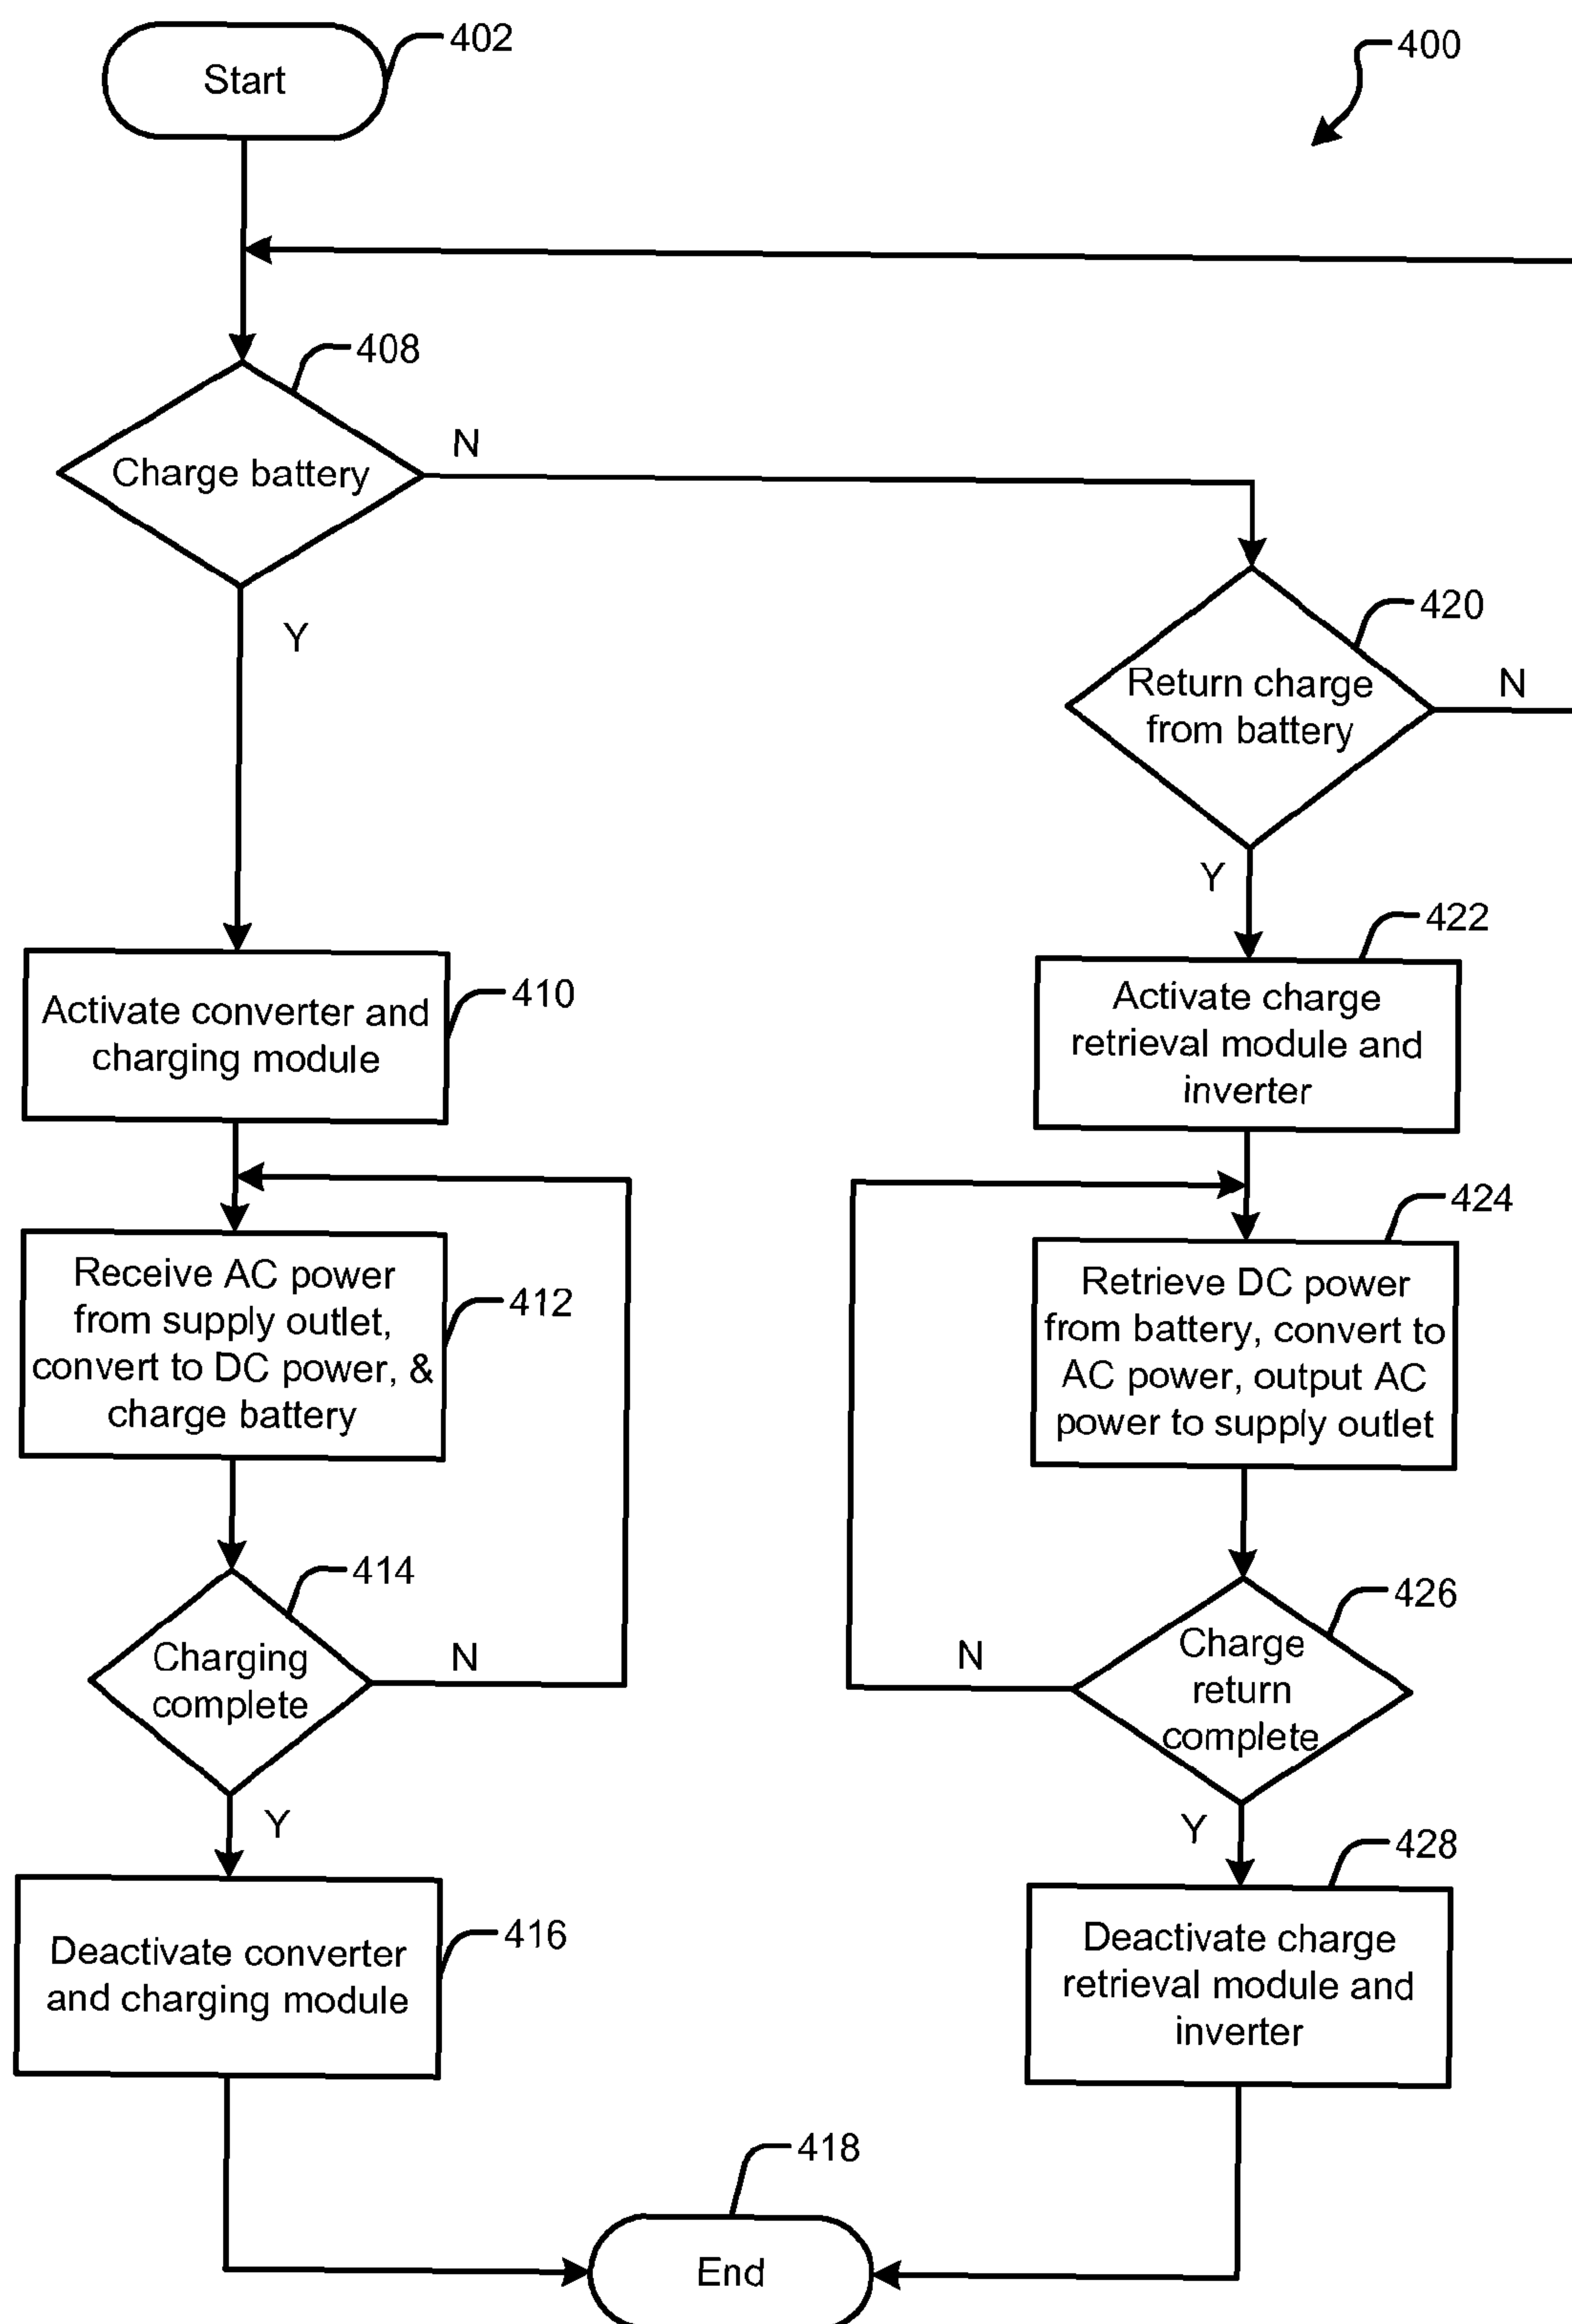 Start
402
400
408
Charge battery
N
Y
420
Return charge
from battery
N
Y
410
Activate converter and
charging module
422
Activate charge
retrieval module and
inverter
412
Receive AC power
from supply outlet,
convert to DC power, &
charge battery
424
Retrieve DC power
from battery, convert to
AC power, output AC
power to supply outlet
414
Charging
complete
N
Y
426
Charge
return
complete
N
Y
416
Deactivate converter
and charging module
428
Deactivate charge
retrieval module and
inverter
418
End